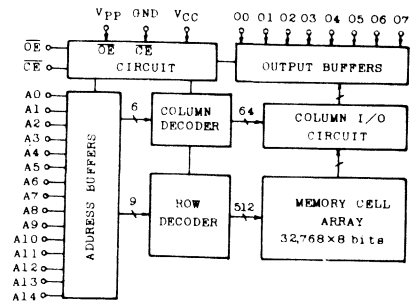 VPP GND VCC O0 O1 O2 O3 O4 O5 O6 O7
OE
CE
OE CE
CIRCUIT
OUTPUT BUFFERS
A0
A1
A2
A3
A4
A5
A6
A7
A8
A9
A10
A11
A12
A13
A14
ADDRESS BUFFERS
6
COLUMN
DECODER
64
COLUMN I/O
CIRCUIT
9
ROW
DECODER
512
MEMORY CELL
ARRAY
32,768×8 bits